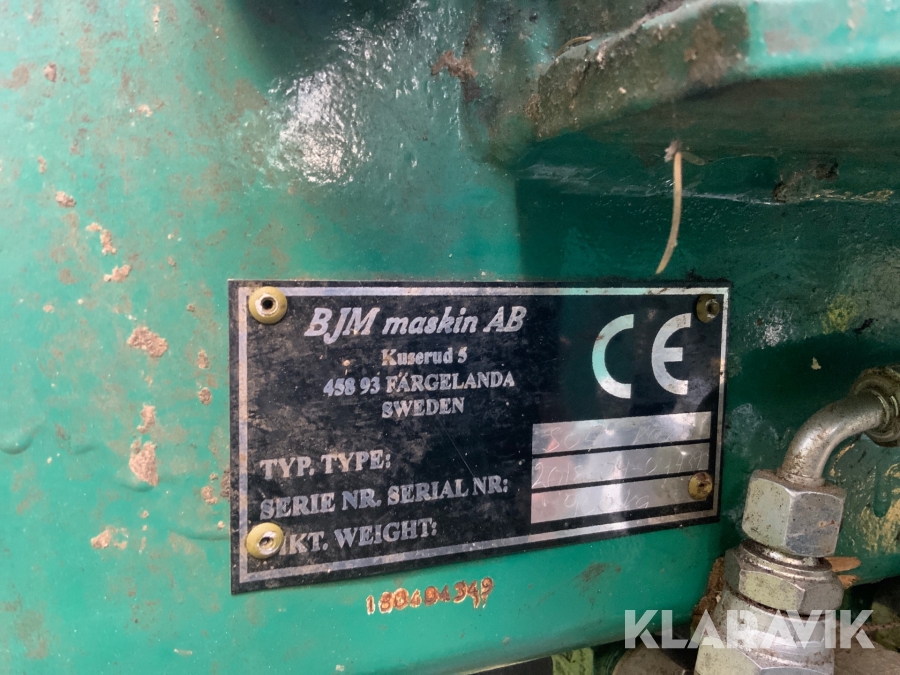 BJM maskin AB
Kuserud 5
458 93 FÄRGELANDA
SWEDEN
CE
TYP. TYPE:
SERIE NR. SERIAL NR:
VIKT. WEIGHT:
180404349
KLARAVIK